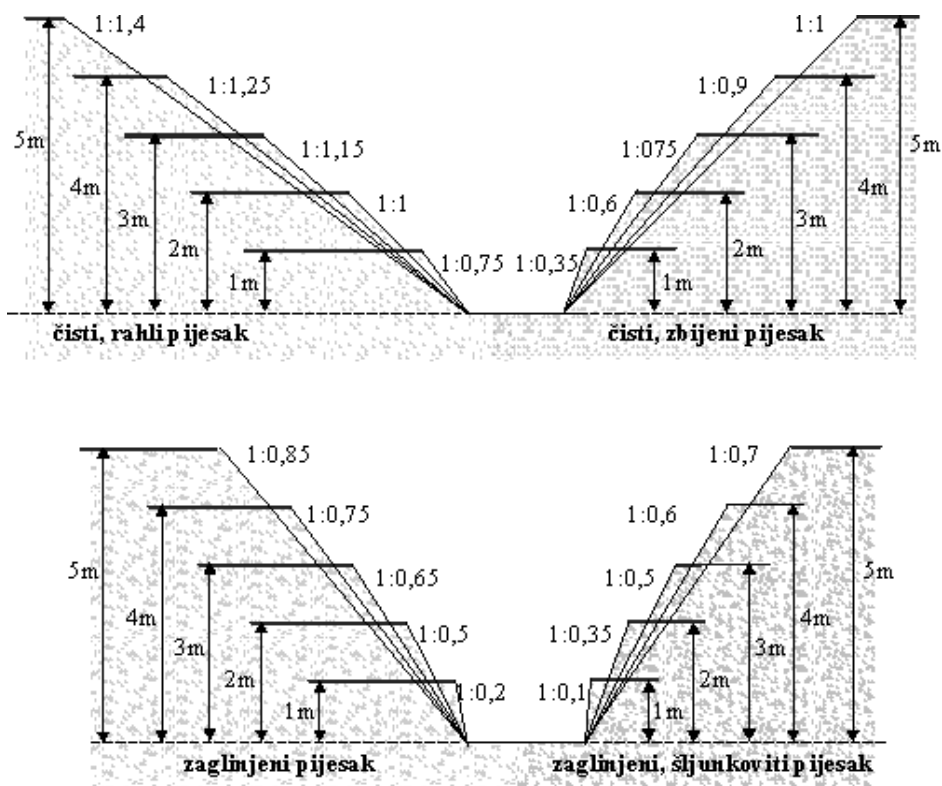 1:1,4
1:1
1:1,25
1:0,9
5m
5m
1:1,15
1:075
4m
4m
3m
3m
1:1
1:0,6
2m
2m
1:0,75
1:0,35
1m
1m
čisti, rahli pijesak
čisti, zbijeni pijesak
1:0,85
1:0,7
1:0,75
1:0,6
5m
5m
1:0,65
1:0,5
4m
4m
3m
3m
1:0,5
1:0,35
2m
2m
1:0,2
1:0,1
1m
1m
zaglinjeni pijesak
zaglinjeni, šljunkoviti pijesak